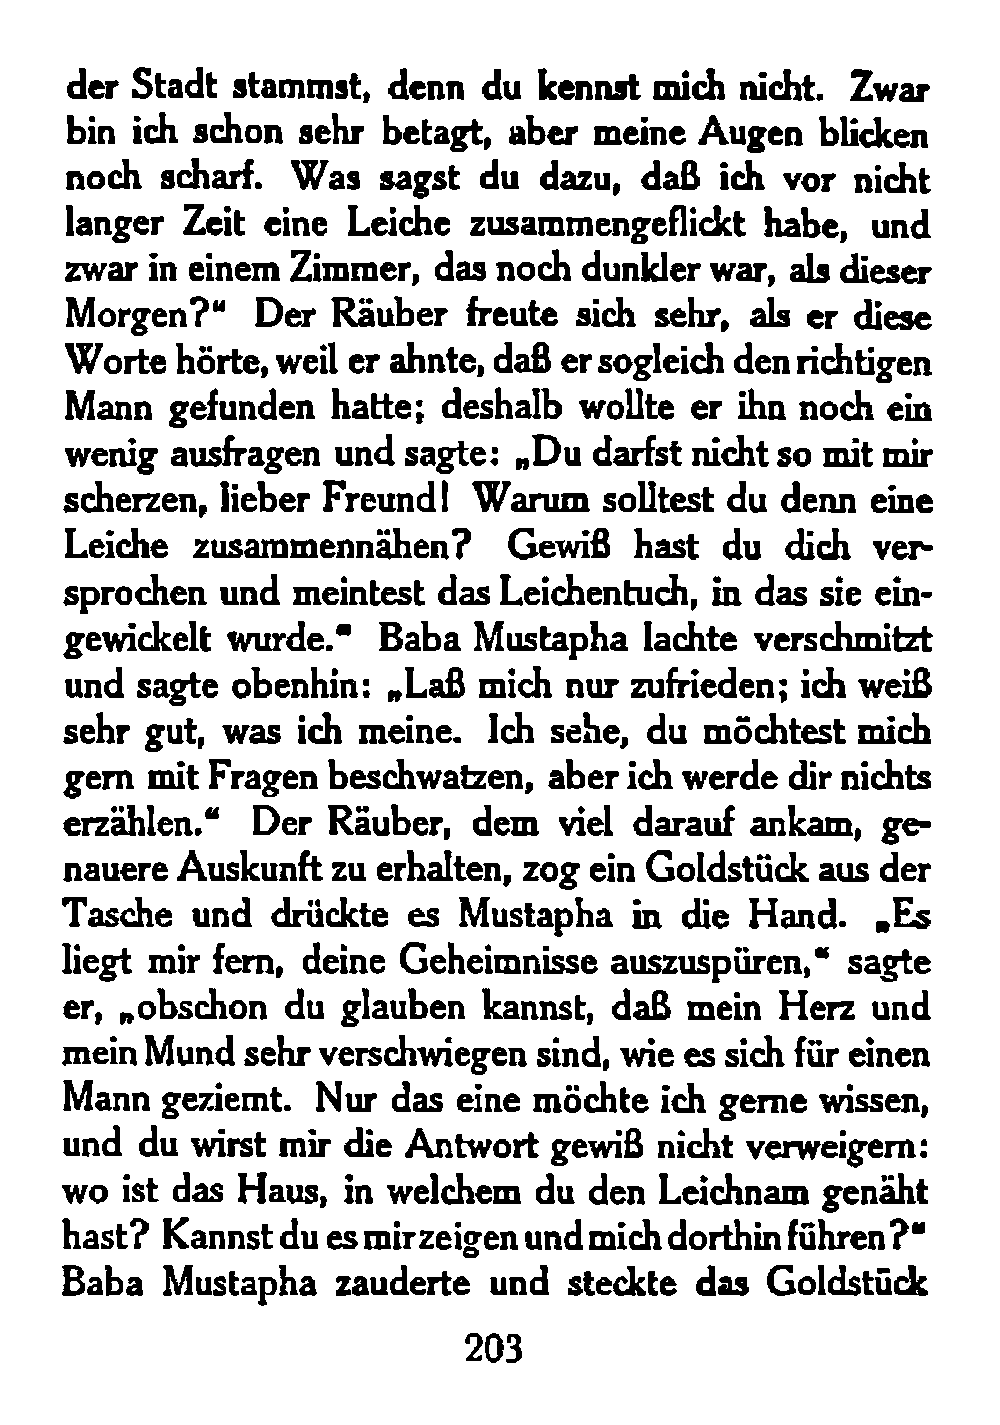 der Stadt stammst, denn du kennst mich nicht. Zwar
bin ich schon sehr betagt, aber meine Augen blicken
noch scharf. Was sagst du dazu, daß ich vor nicht
langer Zeit eine Leiche zusammengeflickt habe, und
zwar in einem Zimmer, das noch dunkler war, als dieser
Morgen?“ Der Räuber freute sich sehr, als er diese
Worte hörte, weil er ahnte, daß er sogleich den richtigen
Mann gefunden hatte; deshalb wollte er ihn noch ein
wenig ausfragen und sagte: „Du darfst nicht so mit mir
scherzen, lieber Freund! Warum solltest du denn eine
Leiche zusammennähen? Gewiß hast du dich ver-
sprochen und meintest das Leichentuch, in das sie ein-
gewickelt wurde.“ Baba Mustapha lachte verschmitzt
und sagte obenhin: „Laß mich nur zufrieden; ich weiß
sehr gut, was ich meine. Ich sehe, du möchtest mich
gern mit Fragen beschwatzen, aber ich werde dir nichts
erzählen.“ Der Räuber, dem viel darauf ankam, ge-
nauere Auskunft zu erhalten, zog ein Goldstück aus der
Tasche und drückte es Mustapha in die Hand. „Es
liegt mir fern, deine Geheimnisse auszuspüren,“ sagte
er, „obschon du glauben kannst, daß mein Herz und
mein Mund sehr verschwiegen sind, wie es sich für einen
Mann geziemt. Nur das eine möchte ich gerne wissen,
und du wirst mir die Antwort gewiß nicht verweigern:
wo ist das Haus, in welchem du den Leichnam genäht
hast? Kannst du es mir zeigen und mich dorthin führen?“
Baba Mustapha zauderte und steckte das Goldstück
203